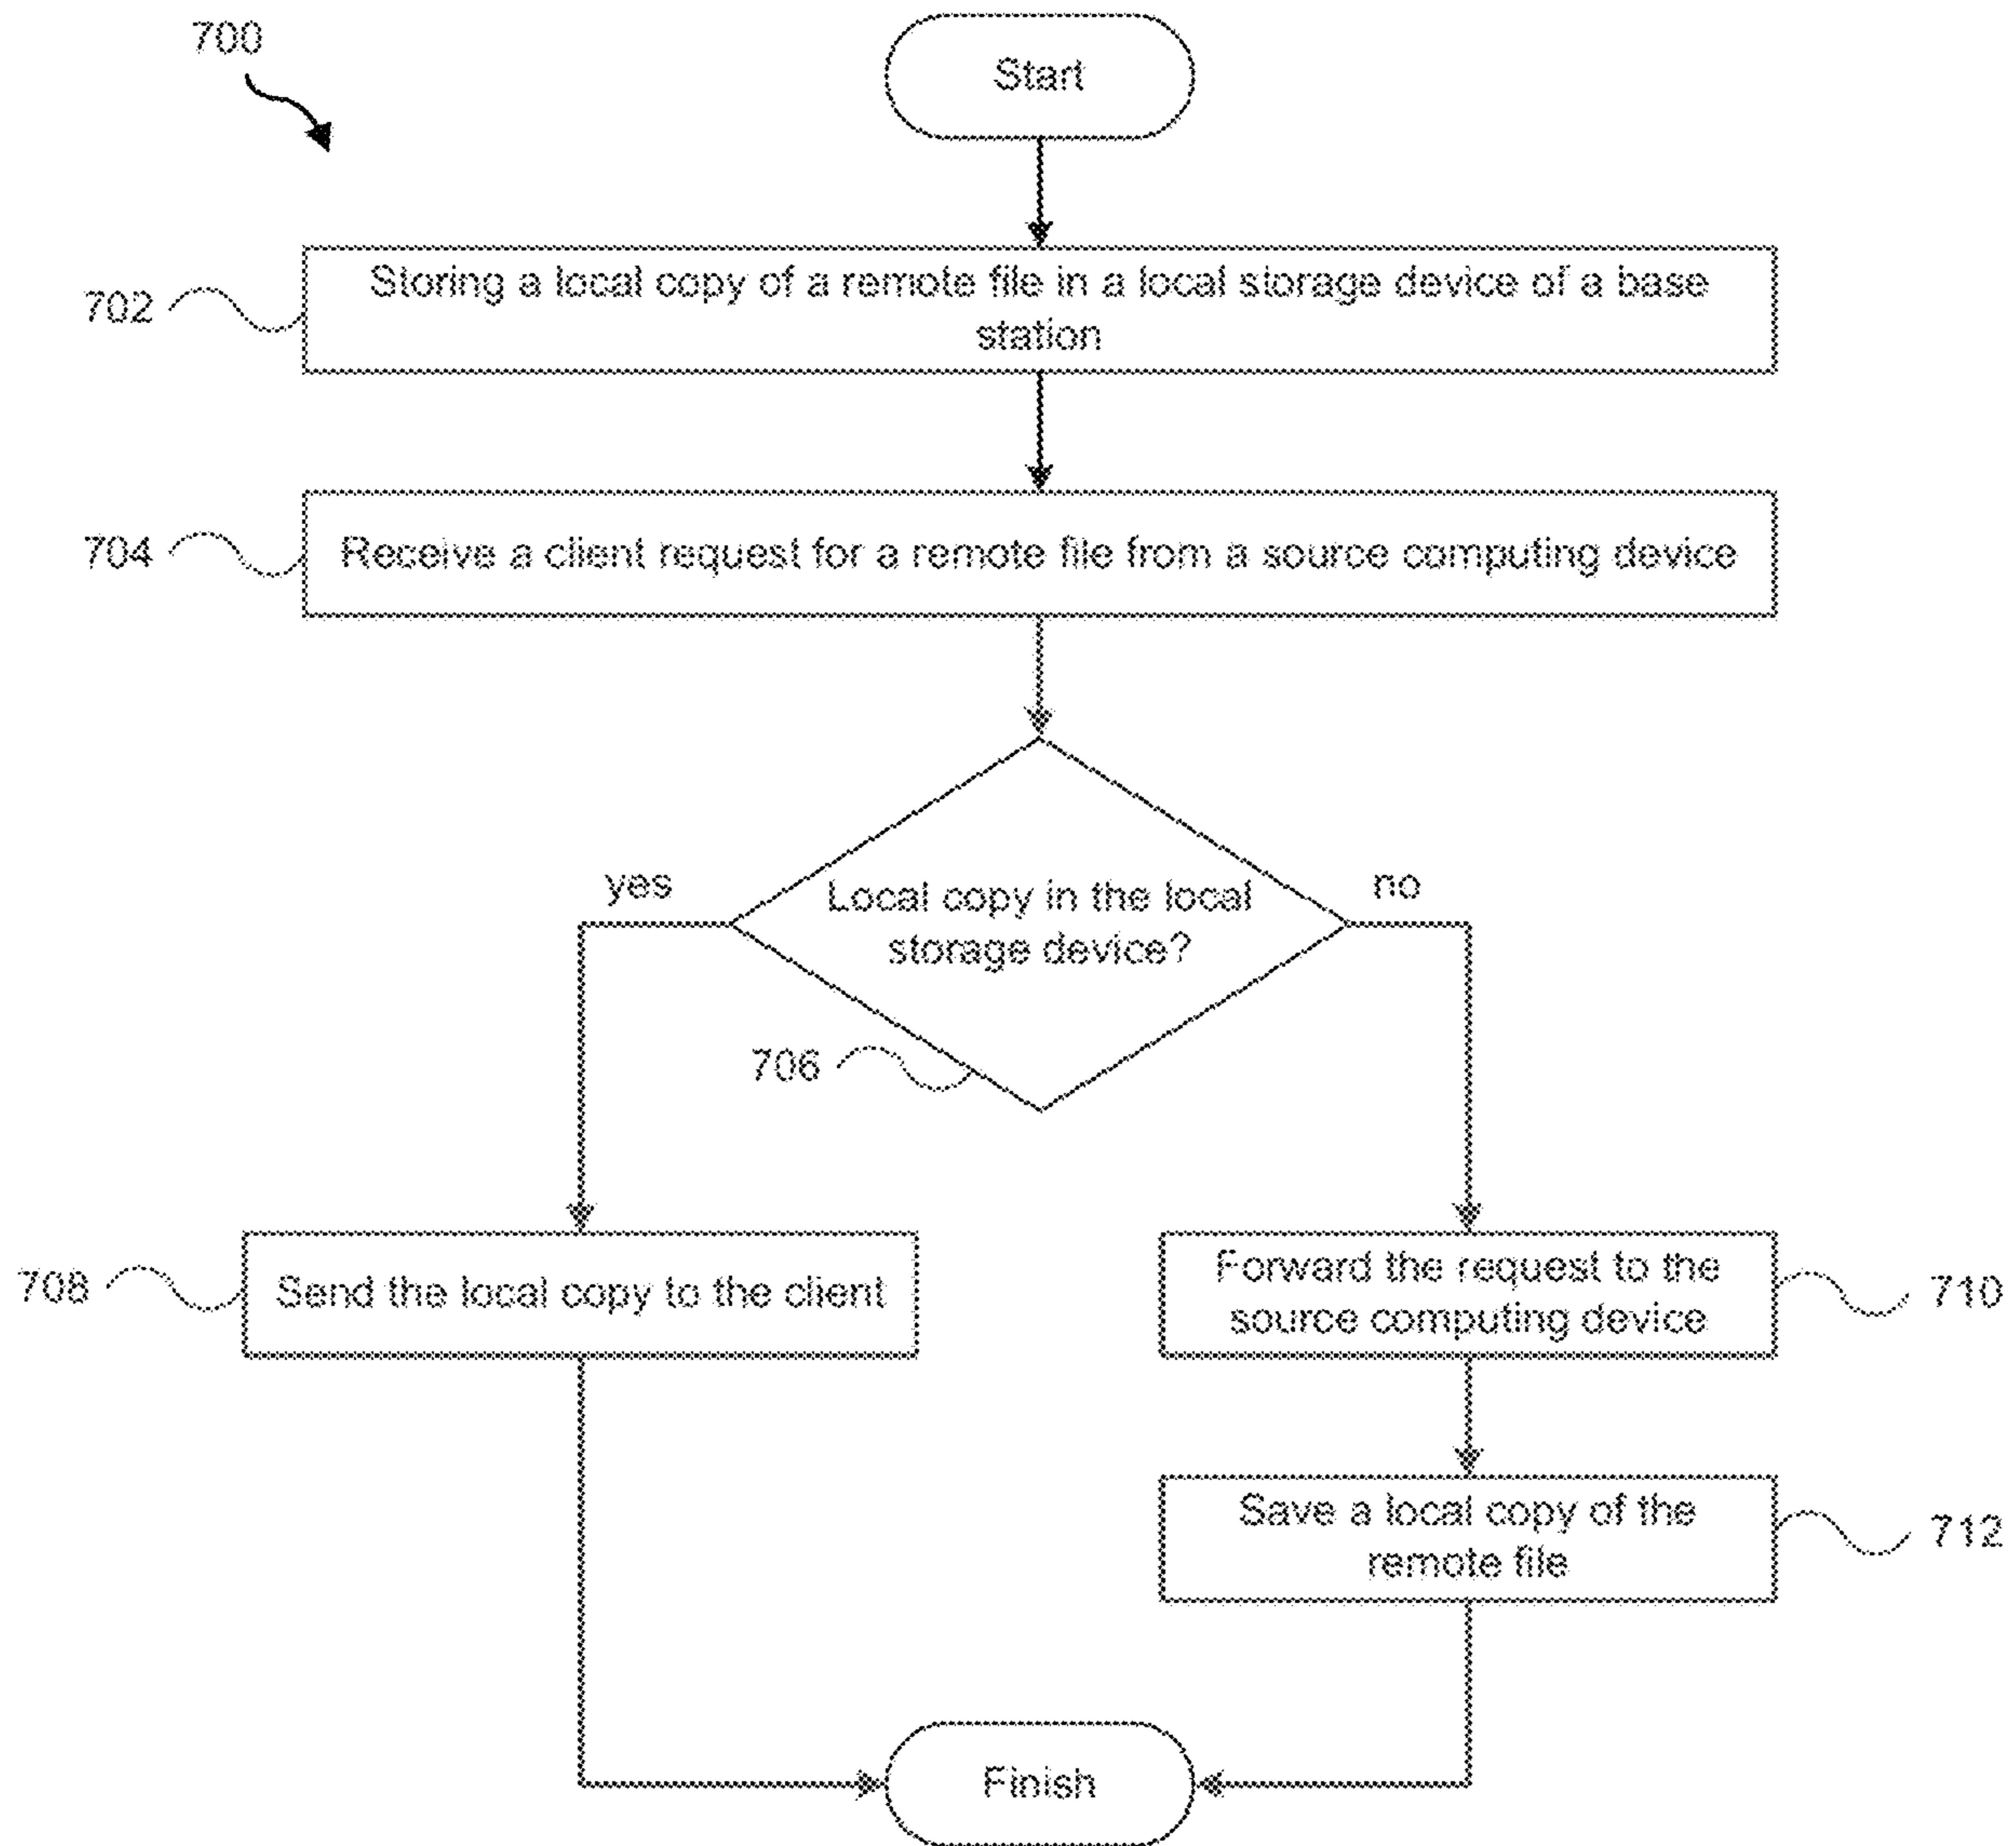 700
Start
702
Storing a local copy of a remote file in a local storage device of a base
station
704
Receive a client request for a remote file from a source computing device
yes
Local copy in the local
storage device?
no
706
708
Send the local copy to the client
Forward the request to the
source computing device
710
Save a local copy of the
remote file
712
Finish